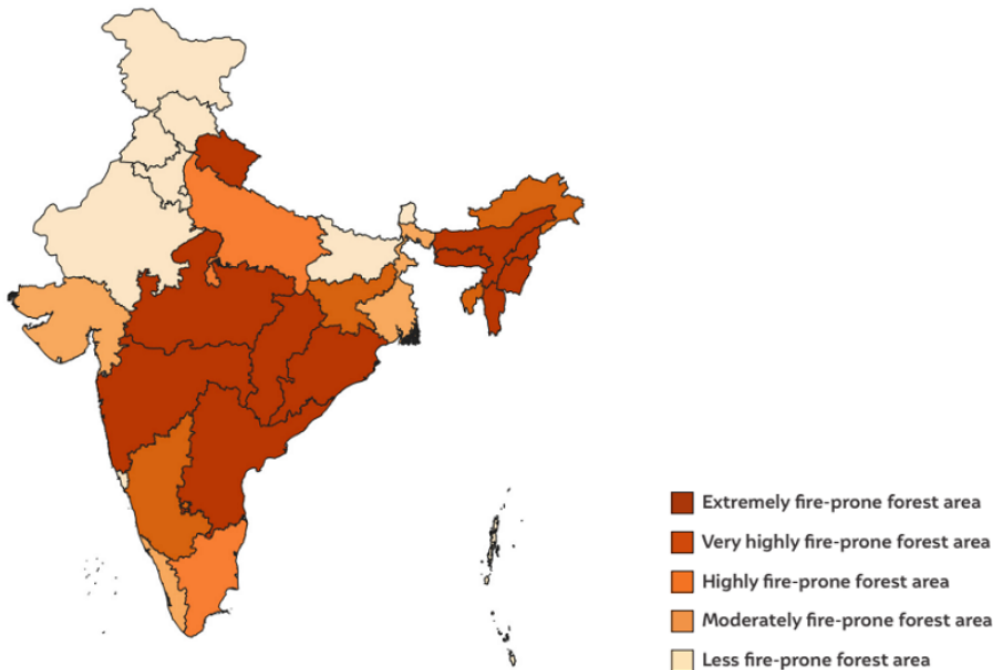 Extremely fire-prone forest area
Very highly fire-prone forest area
Highly fire-prone forest area
Moderately fire-prone forest area
Less fire-prone forest area